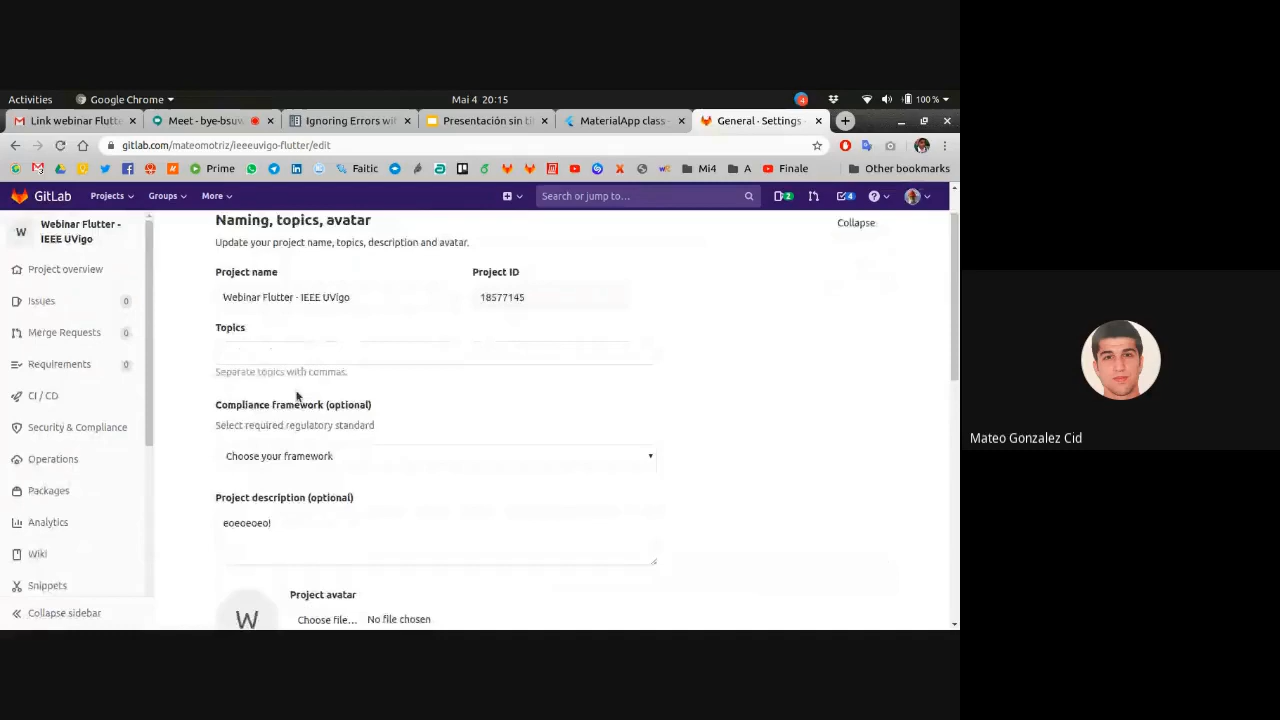 Activities Google Chrome Mai 4 20:15 4 100 %
Link webinar Flutte Meet - bye-bsuw Ignoring Errors wi Presentación sin tí MaterialApp class General · Settings ·
gitlab.com/mateomotriz/ieeeuvigo-flutter/edit
Prime Faitic Mi4 A Finale Other bookmarks
GitLab Projects Groups More Search or jump to... 2 4
W Webinar Flutter -
IEEE UVigo
Project overview
Issues 0
Merge Requests 0
Requirements 0
CI / CD
Security & Compliance
Operations
Packages
Analytics
Wiki
Snippets
Collapse sidebar
Naming, topics, avatar
Collapse
Update your project name, topics, description and avatar.
Project name Project ID
Webinar Flutter - IEEE UVigo 18577145
Topics
Separate topics with commas.
Compliance framework (optional)
Select required regulatory standard
Choose your framework
Project description (optional)
eoeoeoeo!
Project avatar
W
Choose file... No file chosen
Mateo Gonzalez Cid